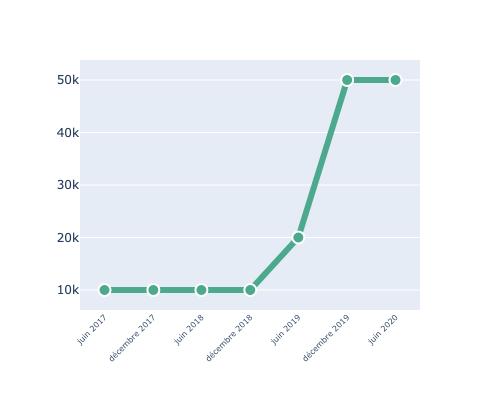 50k
40k
30k
20k
10k
juin 2017
décembre 2017
juin 2018
décembre 2018
juin 2019
décembre 2019
juin 2020